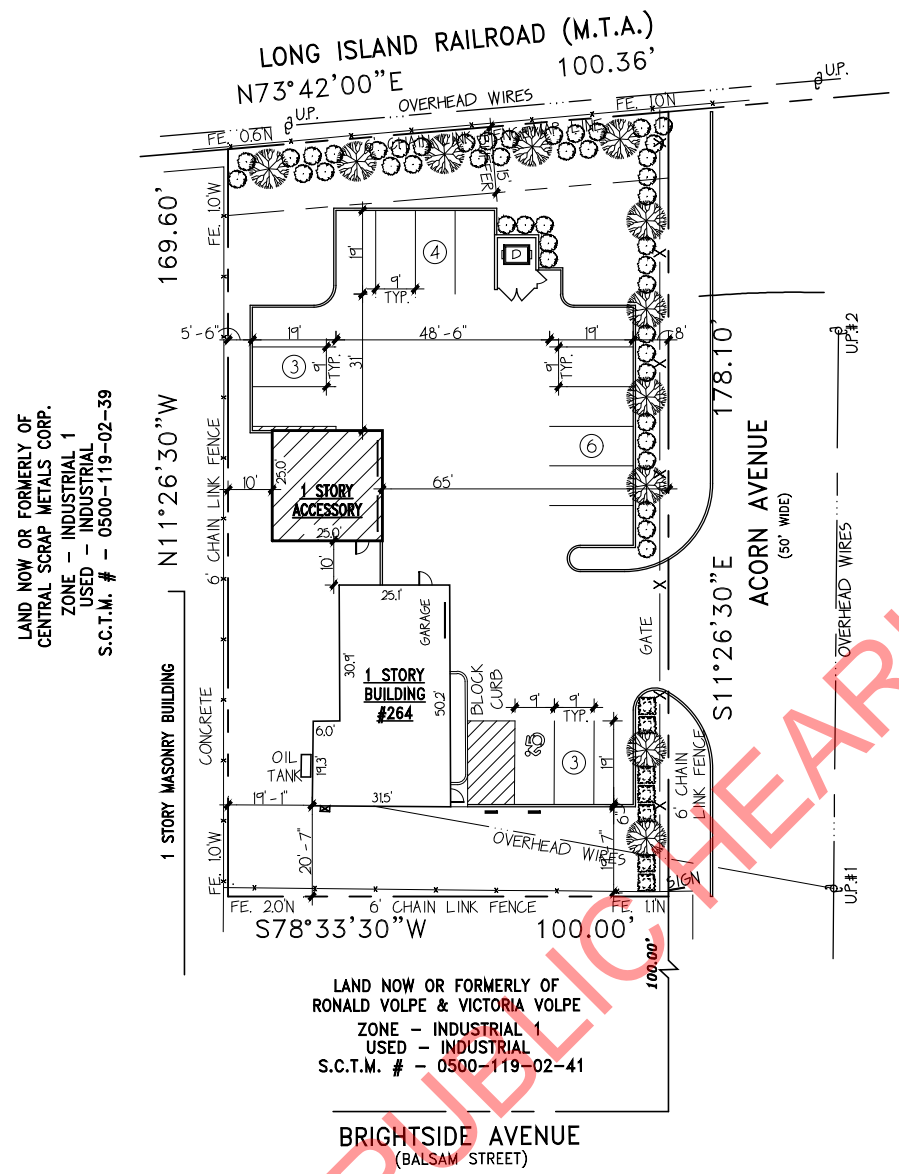 LONG ISLAND RAILROAD (M.T.A.)
N73°42'00"E
100.36'
U.P.
OVERHEAD WIRES
U.P.
FE. 0.6'N
FE. 1.0'N
15'
BUFFER
169.60'
FE. 1.0'W
19'
4
D
9'
TYP.
5'-6"
19'
48'-6"
19'
8'
U.P.#2
3
9'
TYP.
31'
9'
TYP.
178.10'
LAND NOW OR FORMERLY OF
CENTRAL SCRAP METALS CORP.
ZONE - INDUSTRIAL 1
USED - INDUSTRIAL
S.C.T.M. # - 0500-119-02-39
N11°26'30"W
6' CHAIN LINK FENCE
6
ACORN AVENUE
(50' WIDE)
10'
25.0'
1 STORY
ACCESSORY
25.0'
65'
10'
S11°26'30"E
OVERHEAD WIRES
25.1'
GARAGE
GATE
1 STORY MASONRY BUILDING
CONCRETE
30.9'
1 STORY
BUILDING
#264
50.2'
BLOCK
CURB
9'
9'
TYP.
6.0'
OIL
TANK
19.3'
3
19'
6' CHAIN
LINK FENCE
19'-1"
31.5'
6'
20'-7"
OVERHEAD WIRES
FE. 1.0'W
SIGN
U.P.#1
FE. 2.0'N
6' CHAIN LINK FENCE
FE. 1.1'N
S78°33'30"W
100.00'
100.00'
LAND NOW OR FORMERLY OF
RONALD VOLPE & VICTORIA VOLPE
ZONE - INDUSTRIAL 1
USED - INDUSTRIAL
S.C.T.M. # - 0500-119-02-41
BRIGHTSIDE AVENUE
(BALSAM STREET)
PUBLIC HEARI